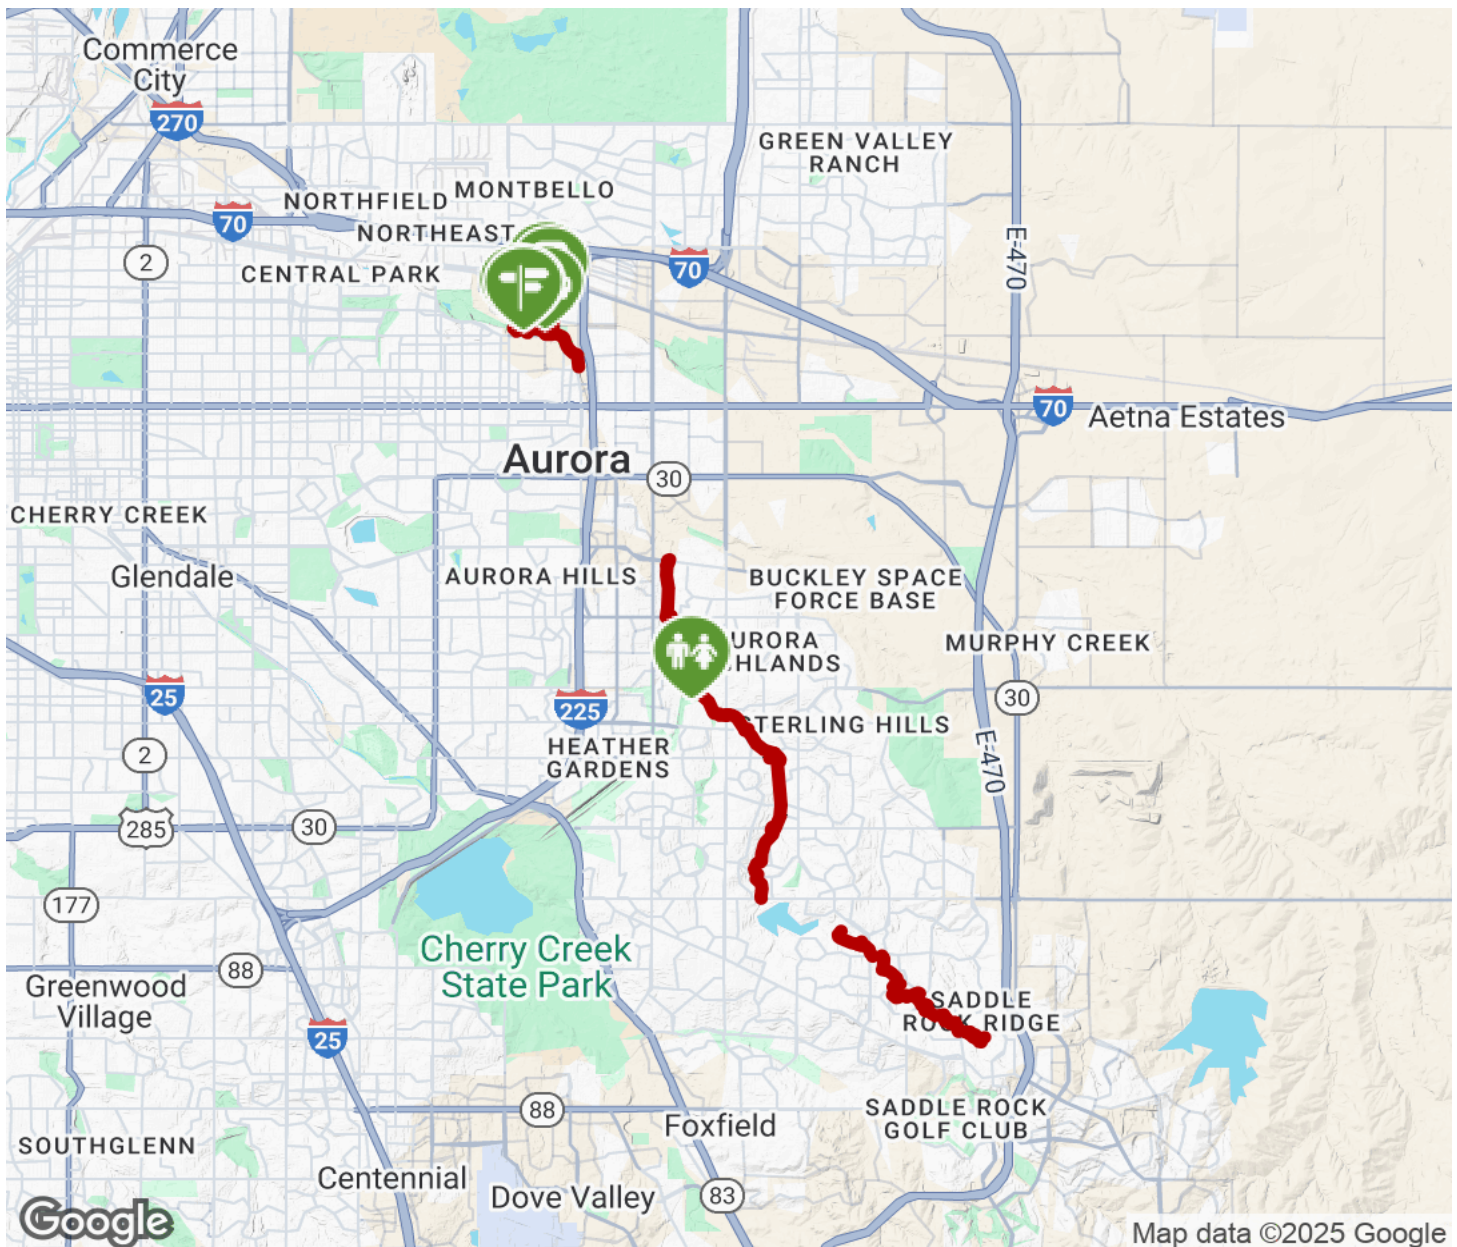 Commerce
City
270
GREEN VALLEY
RANCH
MONTBELLO
NORTHFIELD
70
NORTHEAST
E-470
2
CENTRAL PARK
70
70
Aetna Estates
Aurora
30
CHERRY CREEK
Glendale
AURORA HILLS
BUCKLEY SPACE
FORCE BASE
URORA
HLANDS
MURPHY CREEK
25
30
225
STERLING HILLS
HEATHER
GARDENS
2
E-470
285
30
177
Cherry Creek
State Park
88
Greenwood
Village
SADDLE
ROCK RIDGE
25
88
SADDLE ROCK
GOLF CLUB
Foxfield
SOUTHGLENN
Centennial
Dove Valley
83
Google
Map data ©2025 Google